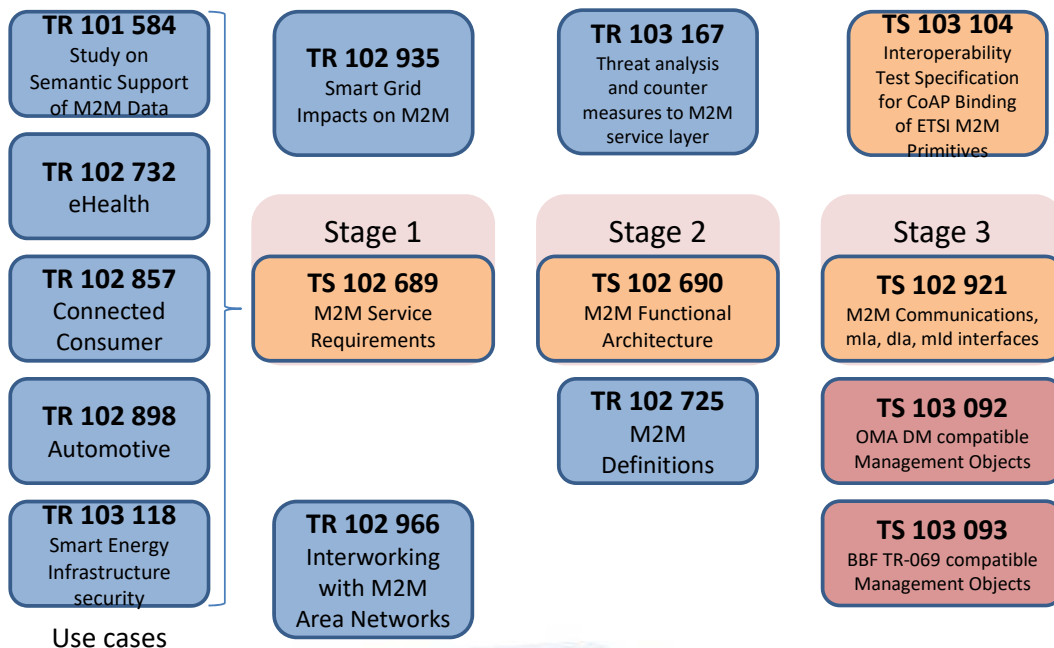 TR 101 584
Study on
Semantic Support
of M2M Data
TR 102 732
eHealth
TR 102 857
Connected
Consumer
TR 102 898
Automotive
TR 103 118
Smart Energy
Infrastructure
security
Use cases
TR 102 935
Smart Grid
Impacts on M2M
Stage 1
TS 102 689
M2M Service
Requirements
TR 102 966
Interworking
with M2M
Area Networks
TR 103 167
Threat analysis
and counter
measures to M2M
service layer
Stage 2
TS 102 690
M2M Functional
Architecture
TR 102 725
M2M
Definitions
TS 103 104
Interoperability
Test Specification
for CoAP Binding
of ETSI M2M
Primitives
Stage 3
TS 102 921
M2M Communications,
mIa, dIa, mId interfaces
TS 103 092
OMA DM compatible
Management Objects
TS 103 093
BBF TR-069 compatible
Management Objects